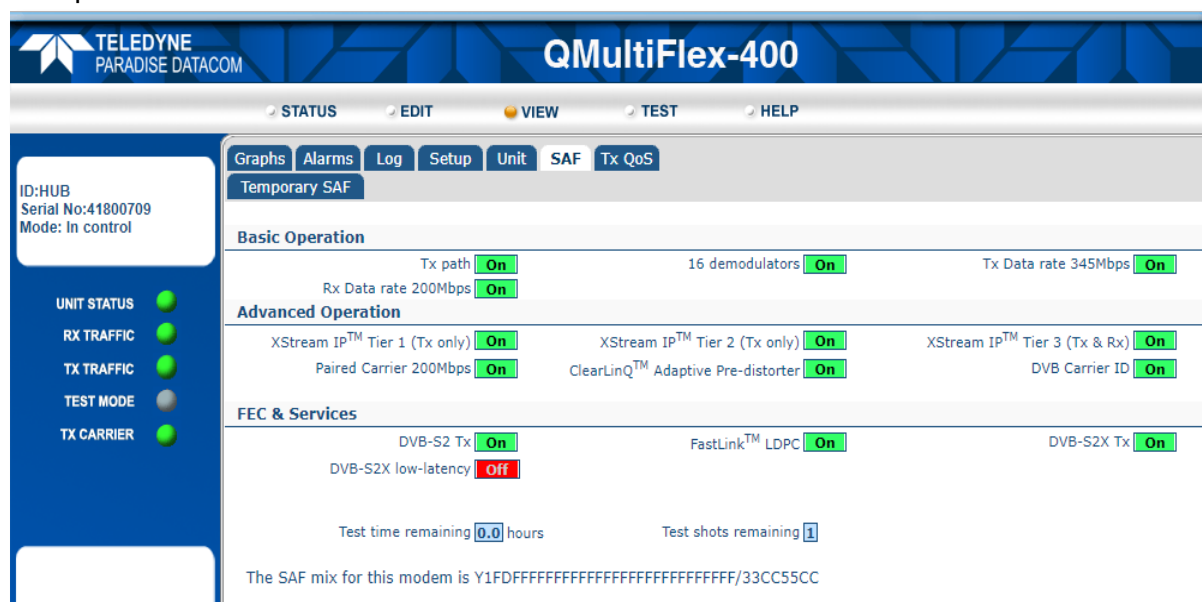 TELEDYNE
PARADISE DATACOM
QMultiFlex-400
STATUS EDIT VIEW TEST HELP
Graphs Alarms Log Setup Unit SAF Tx QoS
Temporary SAF
ID:HUB
Serial No:41800709
Mode: In control
UNIT STATUS
RX TRAFFIC
TX TRAFFIC
TEST MODE
TX CARRIER
Basic Operation
Tx path On 16 demodulators On Tx Data rate 345Mbps On
Rx Data rate 200Mbps On
Advanced Operation
XStream IP™ Tier 1 (Tx only) On XStream IP™ Tier 2 (Tx only) On XStream IP™ Tier 3 (Tx & Rx) On
Paired Carrier 200Mbps On ClearLinQ™ Adaptive Pre-distorter On DVB Carrier ID On
FEC & Services
DVB-S2 Tx On FastLink™ LDPC On DVB-S2X Tx On
DVB-S2X low-latency Off
Test time remaining 0.0 hours Test shots remaining 1
The SAF mix for this modem is Y1FDFFFFFFFFFFFFFFFFFFFFFFFFFFFF/33CC55CC